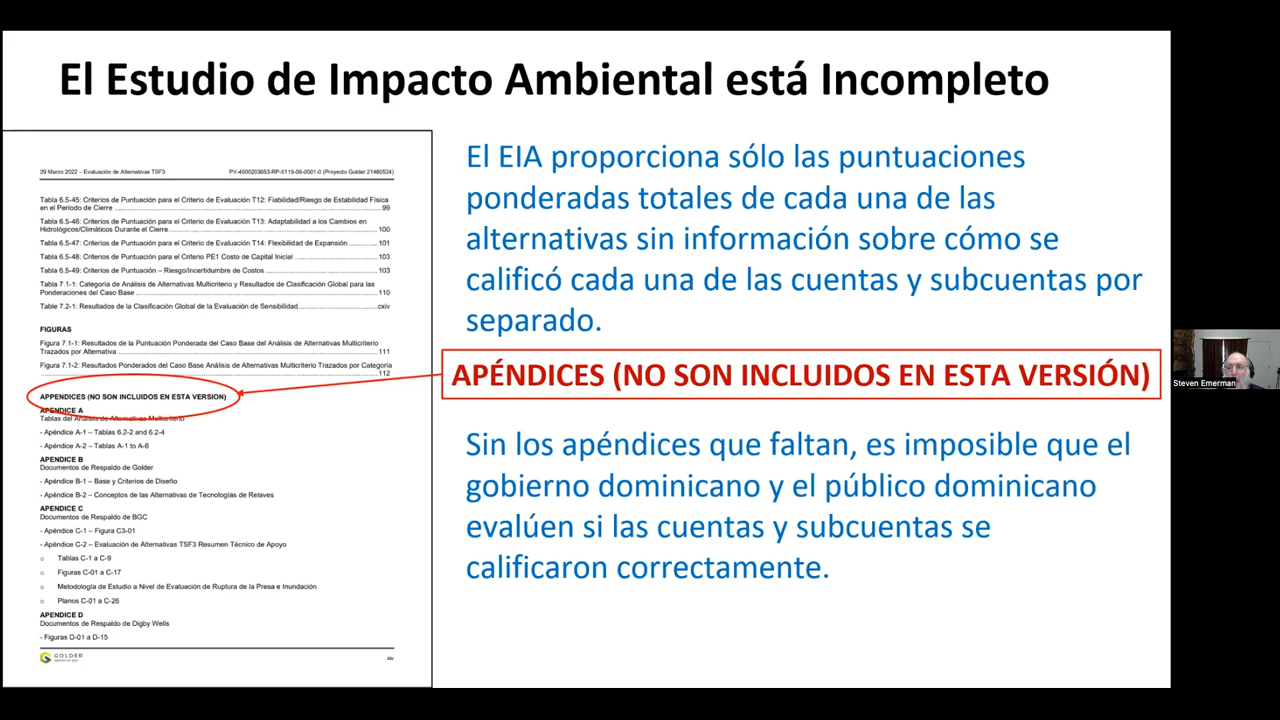 El Estudio de Impacto Ambiental está Incompleto
29 Marzo 2022 – Evaluación de Alternativas TSF3 PV-4500203953-RP-5119-06-0001-0 (Proyecto Golder 21480524)
Tabla 6.5-45: Criterios de Puntuación para el Criterio de Evaluación T12: Fiabilidad/Riesgo de Estabilidad Física
en el Período de Cierre ... 99
Tabla 6.5-46: Criterios de Puntuación para el Criterio de Evaluación T13: Adaptabilidad a los Cambios en
Hidrológicos/Climáticos Durante el Cierre ... 100
Tabla 6.5-47: Criterios de Puntuación para el Criterio de Evaluación T14: Flexibilidad de Expansión ... 101
Tabla 6.5-48: Criterios de Puntuación para el Criterio PE1 Costo de Capital Inicial ... 103
Tabla 6.5-49: Criterios de Puntuación – Riesgo/Incertidumbre de Costos ... 103
Tabla 7.1-1: Categoría de Análisis de Alternativas Multicriterio y Resultados de Clasificación Global para las
Ponderaciones del Caso Base ... 110
Table 7.2-1: Resultados de la Clasificación Global de la Evaluación de Sensibilidad ... cxiv
FIGURAS
Figura 7.1-1: Resultados de la Puntuación Ponderada del Caso Base del Análisis de Alternativas Multicriterio
Trazados por Alternativa ... 111
Figura 7.1-2: Resultados Ponderados del Caso Base Análisis de Alternativas Multicriterio Trazados por Categoría
... 112
APPENDICES (NO SON INCLUIDOS EN ESTA VERSION)
APENDICE A
Tablas del Análisis de Alternativas Multicriterio
- Apéndice A-1 – Tablas 6.2-2 and 6.2-4
- Apéndice A-2 – Tablas A-1 to A-6
APENDICE B
Documentos de Respaldo de Golder
- Apéndice B-1 – Base y Criterios de Diseño
- Apéndice B-2 – Conceptos de las Alternativas de Tecnologías de Relaves
APENDICE C
Documentos de Respaldo de BGC
- Apéndice C-1 – Figura C3-01
- Apéndice C-2 – Evaluación de Alternativas TSF3 Resumen Técnico de Apoyo
o Tablas C-1 a C-9
o Figuras C-01 a C-17
o Metodología de Estudio a Nivel de Evaluación de Ruptura de la Presa e Inundación
o Planos C-01 a C-26
APENDICE D
Documentos de Respaldo de Digby Wells
- Figuras D-01 a D-15
GOLDER
xiv
El EIA proporciona sólo las puntuaciones
ponderadas totales de cada una de las
alternativas sin información sobre cómo se
calificó cada una de las cuentas y subcuentas por
separado.
APÉNDICES (NO SON INCLUIDOS EN ESTA VERSIÓN)
Sin los apéndices que faltan, es imposible que el
gobierno dominicano y el público dominicano
evalúen si las cuentas y subcuentas se
calificaron correctamente.
Steven Emerman